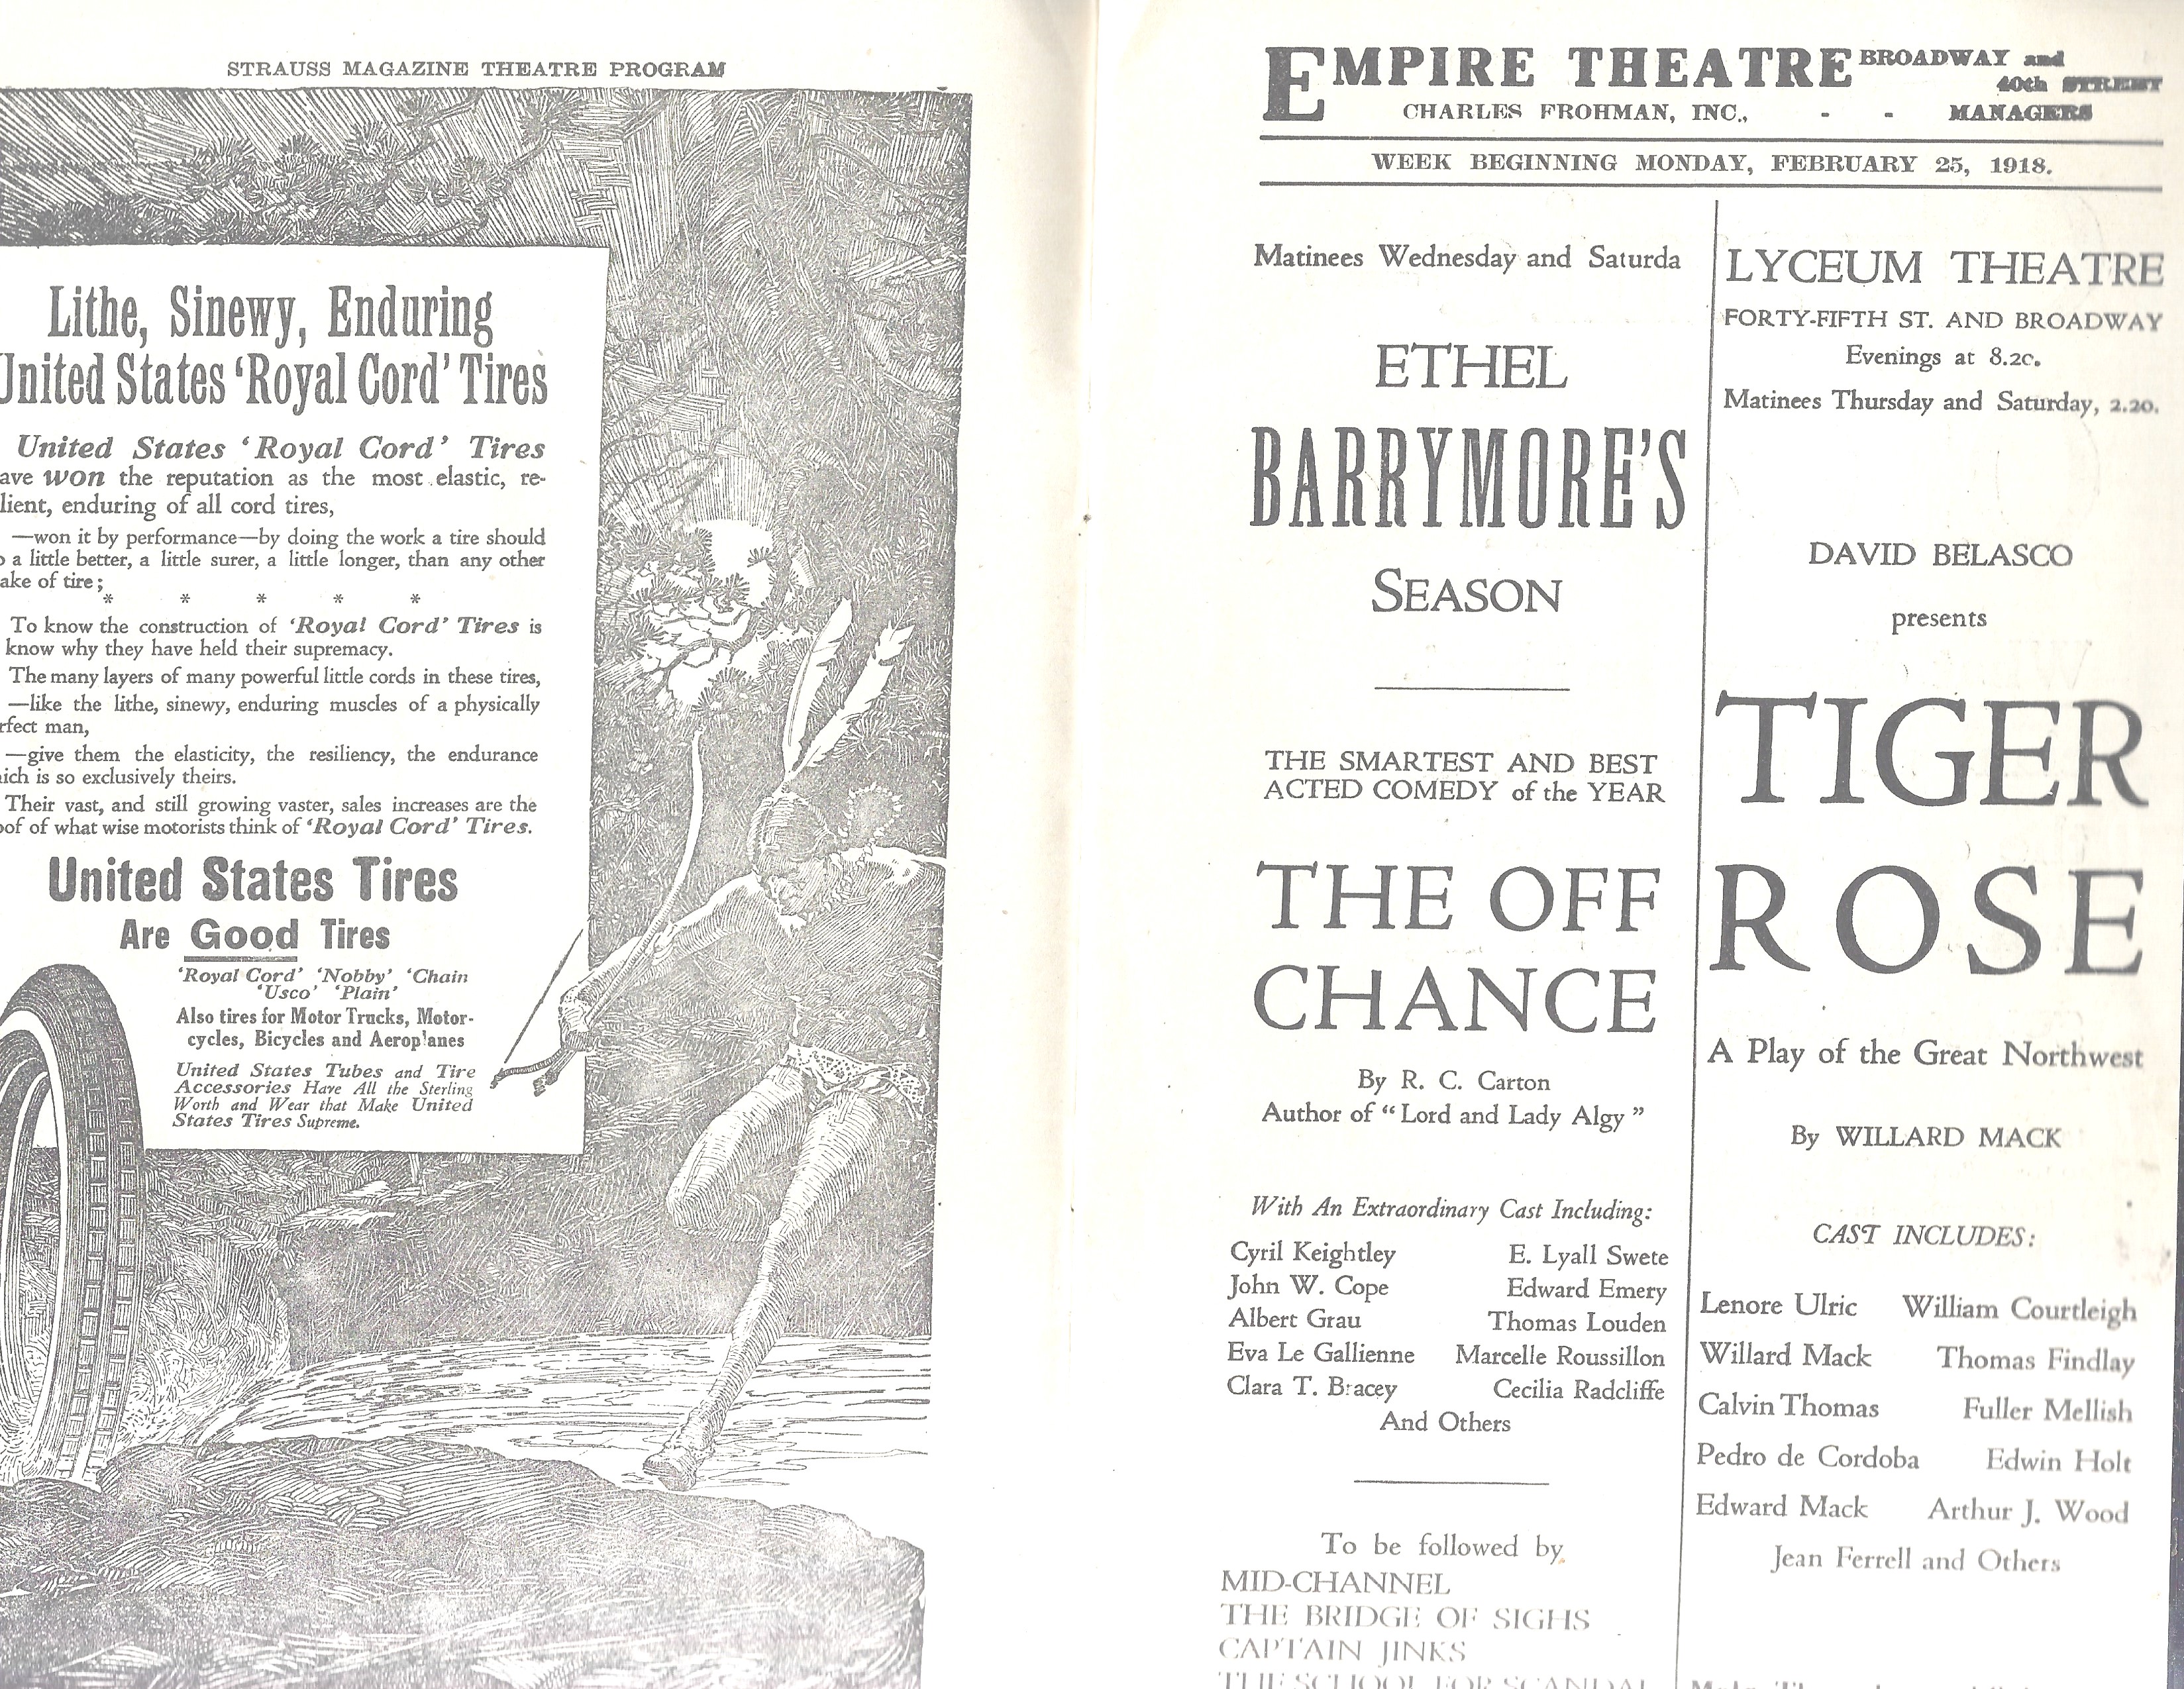 STRAUSS MAGAZINE THEATRE PROGRAM
Lithe, Sinewy, Enduring
United States 'Royal Cord' Tires
United States 'Royal Cord' Tires
ave won the reputation as the most elastic, re-
lient, enduring of all cord tires,
—won it by performance—by doing the work a tire should
o a little better, a little surer, a little longer, than any other
ake of tire;
* * * * *
To know the construction of 'Royal Cord' Tires is
know why they have held their supremacy.
The many layers of many powerful little cords in these tires,
—like the lithe, sinewy, enduring muscles of a physically
rfect man,
—give them the elasticity, the resiliency, the endurance
ich is so exclusively theirs.
Their vast, and still growing vaster, sales increases are the
oof of what wise motorists think of 'Royal Cord' Tires.
United States Tires
Are Good Tires
'Royal Cord' 'Nobby' 'Chain
'Usco' 'Plain'
Also tires for Motor Trucks, Motor-
cycles, Bicycles and Aeroplanes
United States Tubes and Tire
Accessories Have All the Sterling
Worth and Wear that Make United
States Tires Supreme.
EMPIRE THEATRE BROADWAY and
40th STREET
CHARLES FROHMAN, INC., - - MANAGERS
WEEK BEGINNING MONDAY, FEBRUARY 25, 1918.
Matinees Wednesday and Saturda
ETHEL
BARRYMORE'S
SEASON
THE SMARTEST AND BEST
ACTED COMEDY of the YEAR
THE OFF
CHANCE
By R. C. Carton
Author of "Lord and Lady Algy"
With An Extraordinary Cast Including:
Cyril Keightley E. Lyall Swete
John W. Cope Edward Emery
Albert Grau Thomas Louden
Eva Le Gallienne Marcelle Roussillon
Clara T. Bracey Cecilia Radcliffe
And Others
To be followed by
MID-CHANNEL
THE BRIDGE OF SIGHS
CAPTAIN JINKS
THE SCHOOL FOR SCANDAL
LYCEUM THEATRE
FORTY-FIFTH ST. AND BROADWAY
Evenings at 8.20.
Matinees Thursday and Saturday, 2.20.
DAVID BELASCO
presents
TIGER
ROSE
A Play of the Great Northwest
By WILLARD MACK
CAST INCLUDES:
Lenore Ulric William Courtleigh
Willard Mack Thomas Findlay
Calvin Thomas Fuller Mellish
Pedro de Cordoba Edwin Holt
Edward Mack Arthur J. Wood
Jean Ferrell and Others